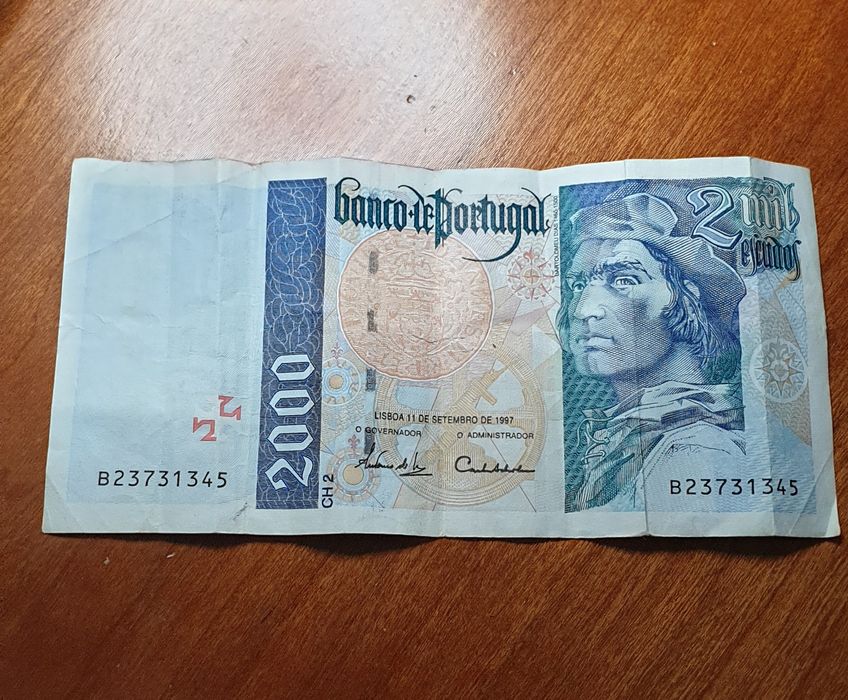 Banco de Portugal
2 mil
escudos
BARTOLOMEU DIAS
2000
CH 2
LISBOA 11 DE SETEMBRO DE 1997
O GOVERNADOR O ADMINISTRADOR
B23731345
B23731345